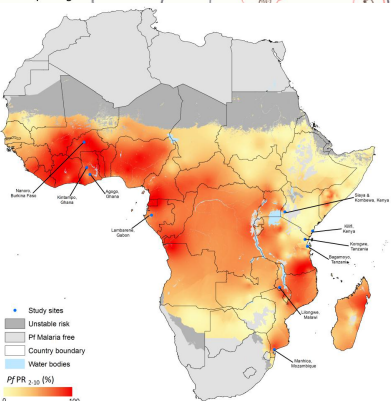 Nanoro,
Burkina Faso
Kintampo,
Ghana
Agogo,
Ghana
Lambarene,
Gabon
Siaya &
Kombewa, Kenya
Kilifi,
Kenya
Korogwe,
Tanzania
Bagamoyo,
Tanzania
Lilongwe,
Malawi
Manhica,
Mozambique
Study sites
Unstable risk
Pf Malaria free
Country boundary
Water bodies
Pf PR 2-10 (%)
0 100